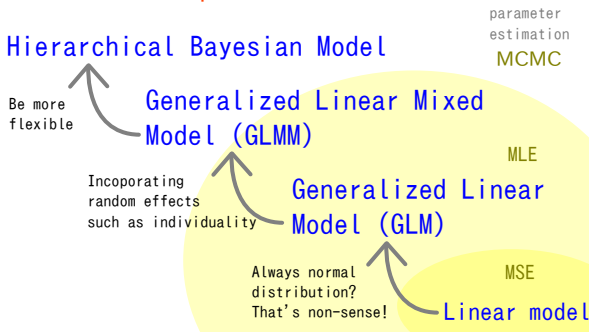 parameter
estimation
MCMC
Hierarchical Bayesian Model
Be more
flexible
Generalized Linear Mixed
Model (GLMM)
MLE
Incoporating
random effects
such as individuality
Generalized Linear
Model (GLM)
Always normal
distribution?
That's non-sense!
MSE
Linear model